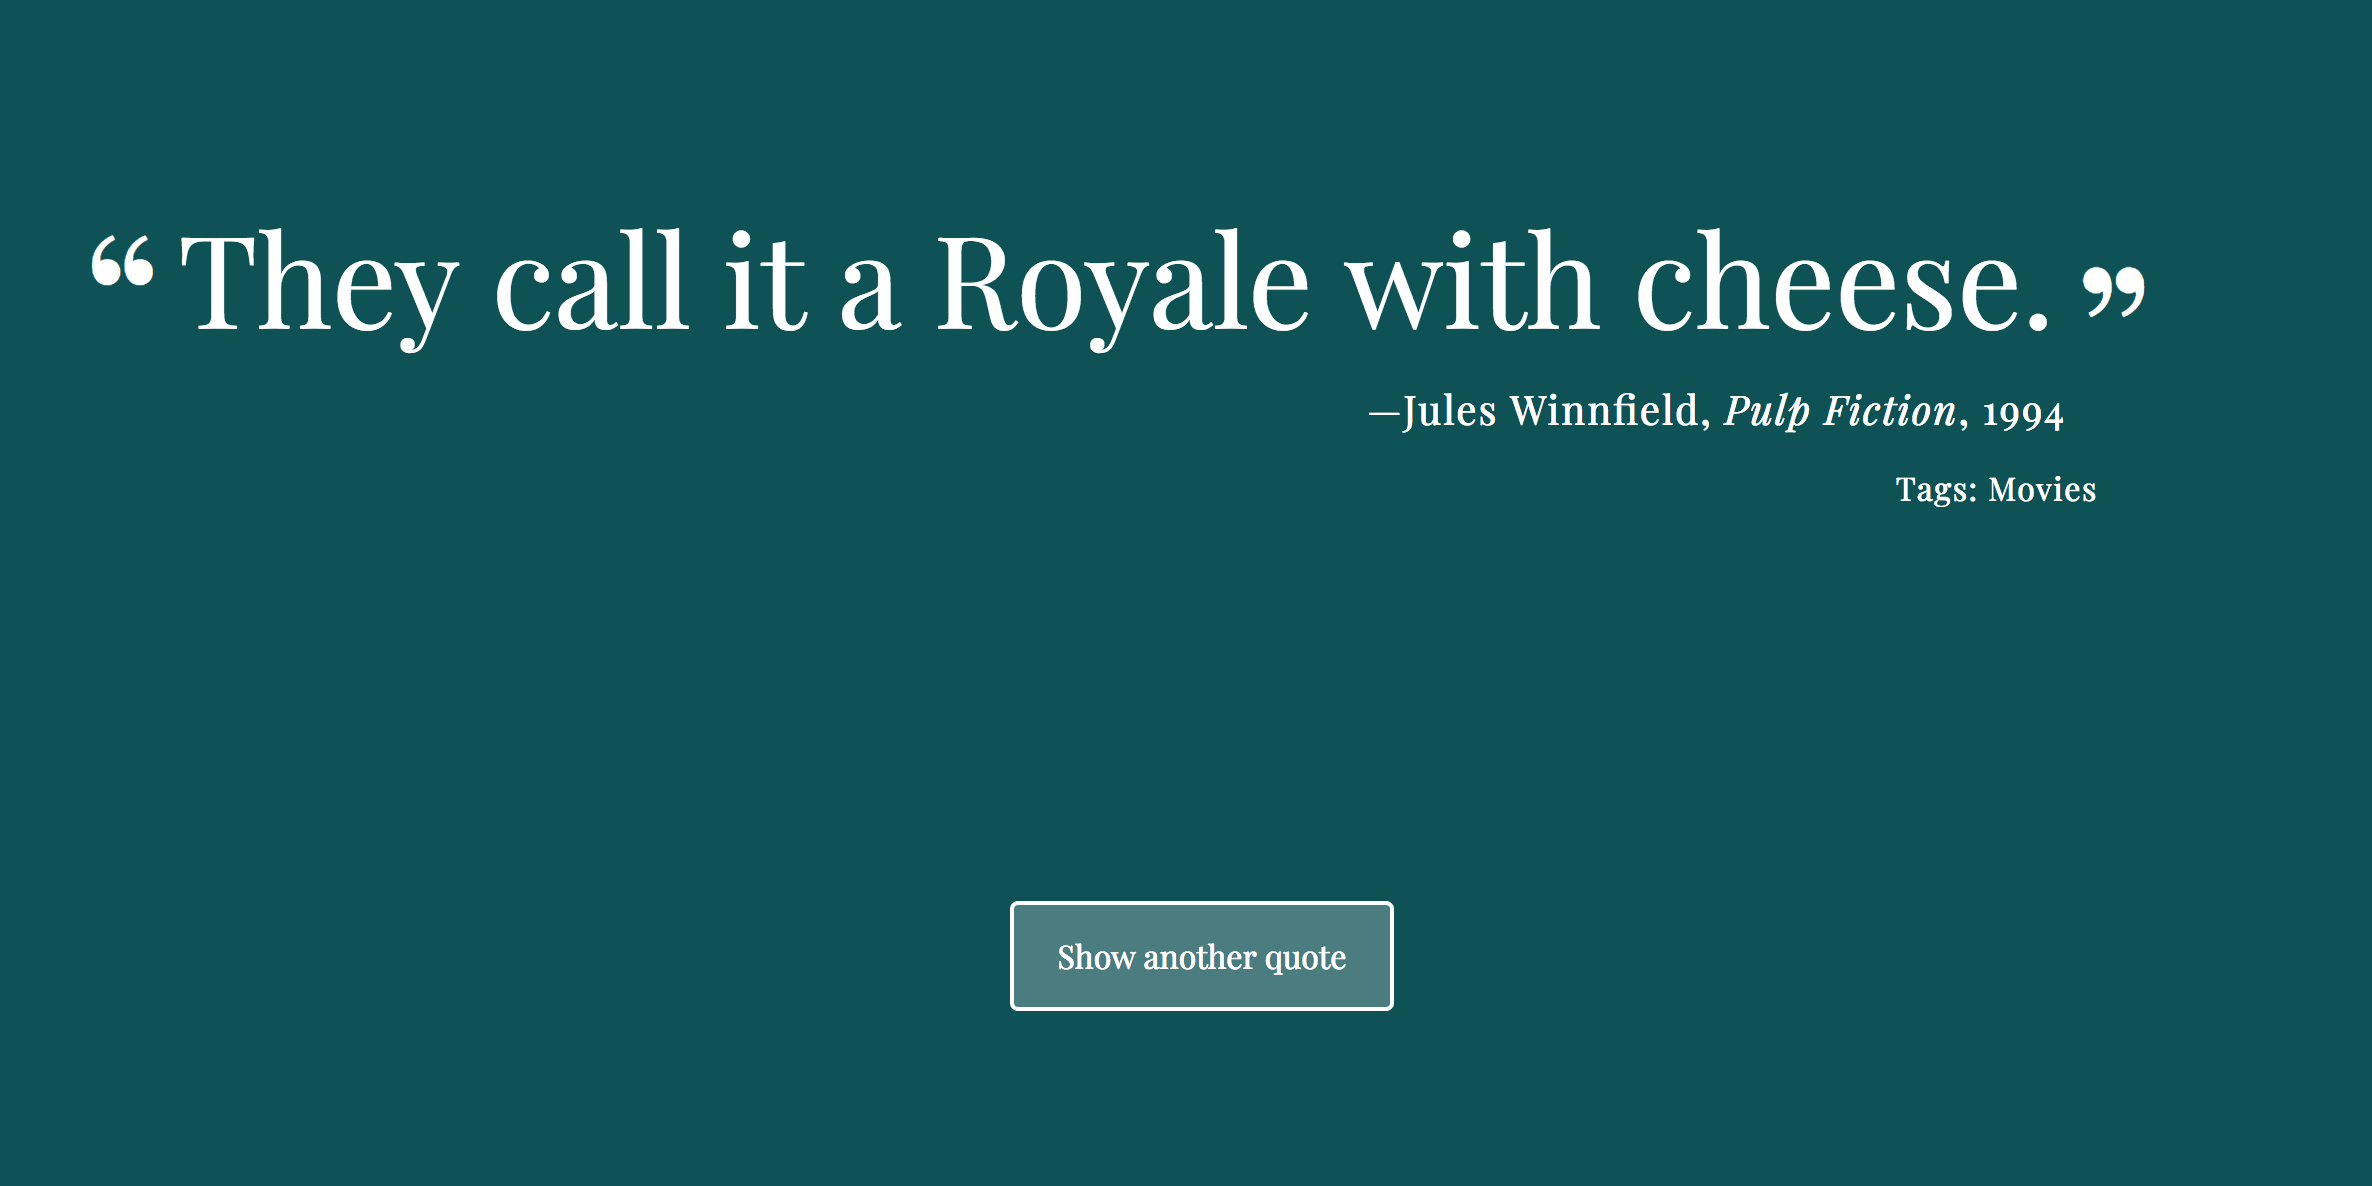 “ They call it a Royale with cheese. ”
—Jules Winnfield, Pulp Fiction, 1994
Tags: Movies
Show another quote